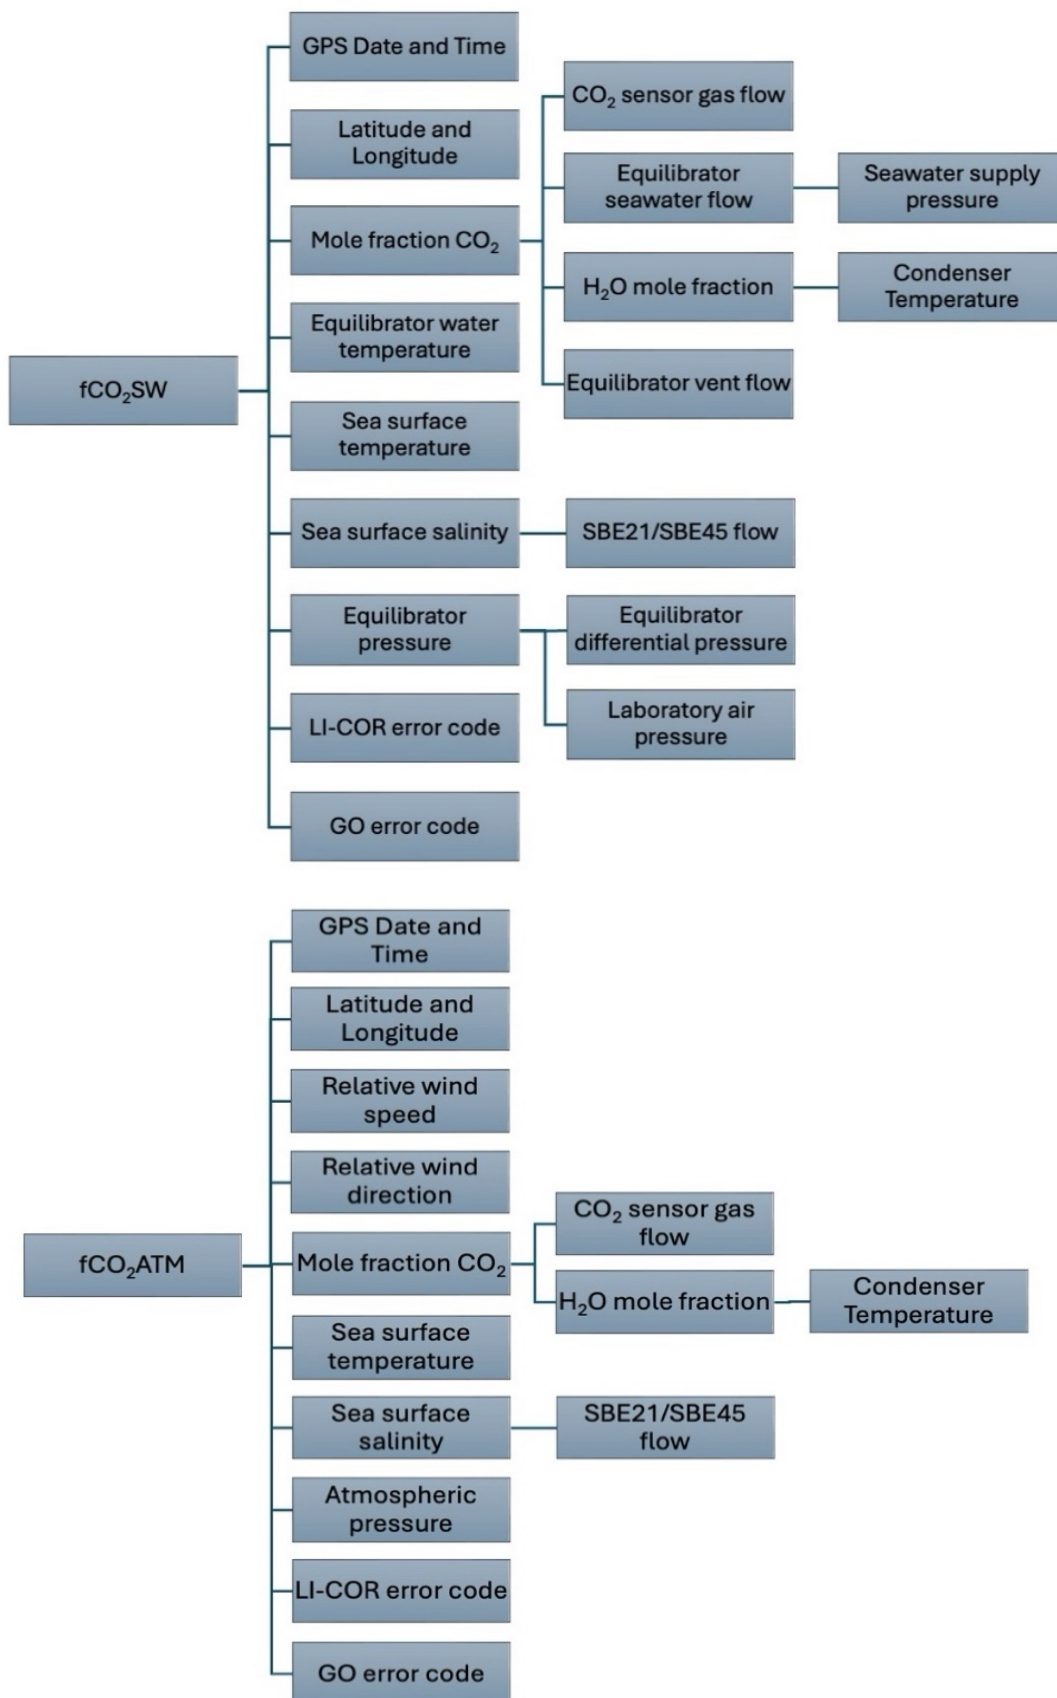 GPS Date and Time
Latitude and
Longitude
Mole fraction CO₂
CO₂ sensor gas flow
Equilibrator
seawater flow
Seawater supply
pressure
H₂O mole fraction
Condenser
Temperature
Equilibrator vent flow
Equilibrator water
temperature
fCO₂SW
Sea surface
temperature
Sea surface salinity
SBE21/SBE45 flow
Equilibrator
pressure
Equilibrator
differential pressure
Laboratory air
pressure
LI-COR error code
GO error code
GPS Date and
Time
Latitude and
Longitude
Relative wind
speed
Relative wind
direction
fCO₂ATM
Mole fraction CO₂
CO₂ sensor gas
flow
H₂O mole fraction
Condenser
Temperature
Sea surface
temperature
Sea surface
salinity
SBE21/SBE45
flow
Atmospheric
pressure
LI-COR error code
GO error code